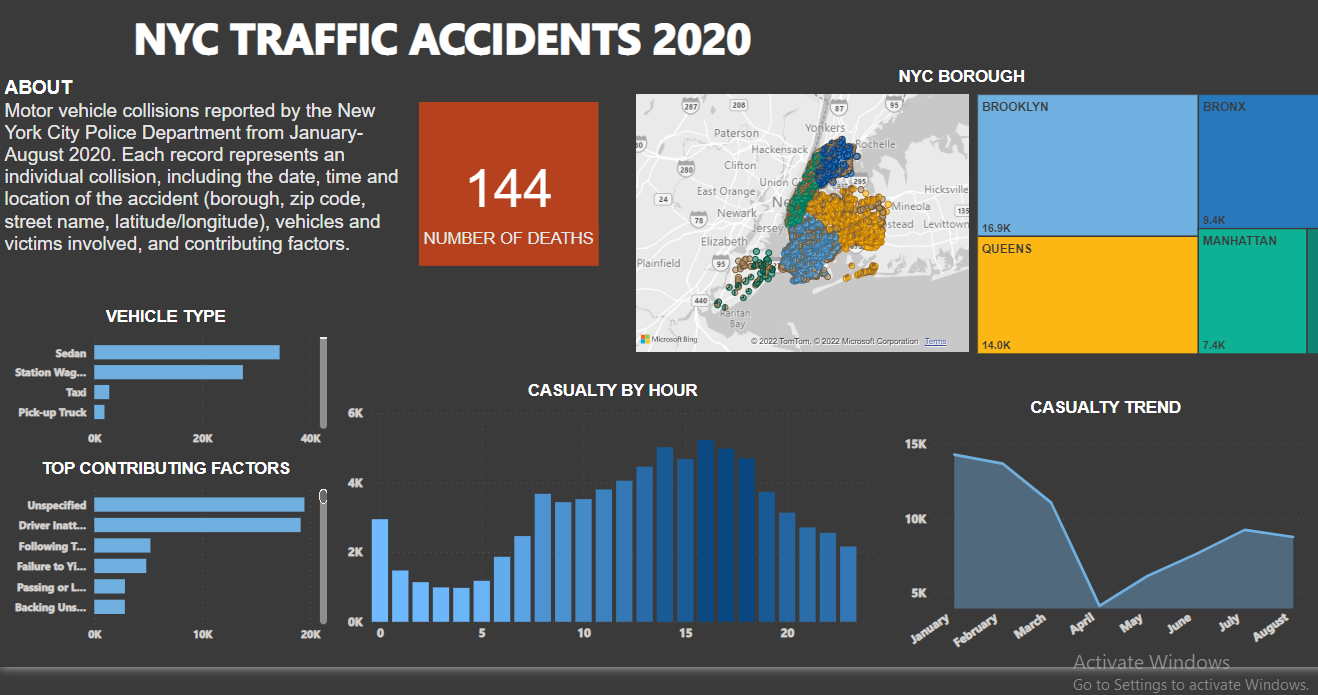 NYC TRAFFIC ACCIDENTS 2020
ABOUT
Motor vehicle collisions reported by the New
York City Police Department from January-
August 2020. Each record represents an
individual collision, including the date, time and
location of the accident (borough, zip code,
street name, latitude/longitude), vehicles and
victims involved, and contributing factors.
144
NUMBER OF DEATHS
287
208
87
95
Paterson
Yonkers
Hackensack
Rochelle
Clifton
280
Union C
295
East Orange
Hicksville
24
Ne
Mineola
Newark
78
Jersey
stead
Levittown
135
Elizabeth
Plainfield
95
440
Raritan
Bay
Microsoft Bing
© 2022 TomTom, © 2022 Microsoft Corporation
Terms
NYC BOROUGH
BROOKLYN
16.9K
BRONX
9.4K
QUEENS
14.0K
MANHATTAN
7.4K
VEHICLE TYPE
Sedan
Station Wag...
Taxi
Pick-up Truck
0K 20K 40K
TOP CONTRIBUTING FACTORS
Unspecified
Driver Inatt...
Following T...
Failure to Yi...
Passing or L...
Backing Uns...
0K 10K 20K
CASUALTY BY HOUR
6K
4K
2K
0K
0 5 10 15 20
CASUALTY TREND
15K
10K
5K
January February March April May June July August
Activate Windows
Go to Settings to activate Windows.